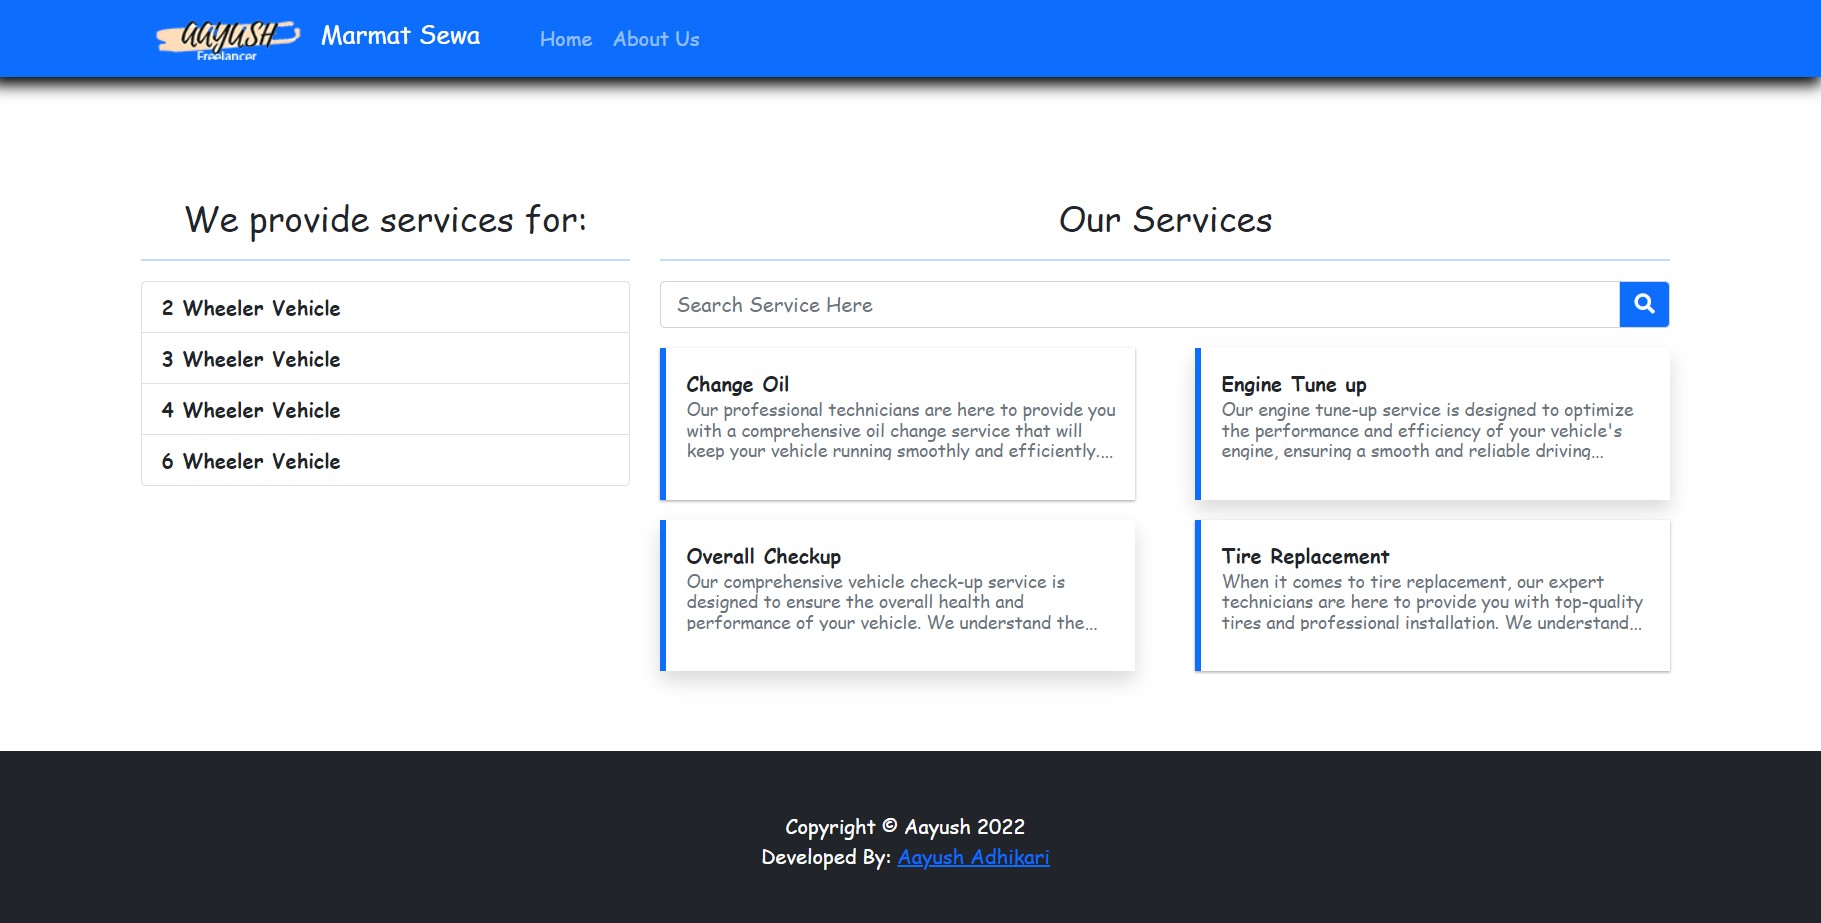 AAYUSH
Freelancer
Marmat Sewa
Home
About Us
We provide services for:
2 Wheeler Vehicle
3 Wheeler Vehicle
4 Wheeler Vehicle
6 Wheeler Vehicle
Our Services
Search Service Here
Change Oil
Our professional technicians are here to provide you
with a comprehensive oil change service that will
keep your vehicle running smoothly and efficiently....
Engine Tune up
Our engine tune-up service is designed to optimize
the performance and efficiency of your vehicle's
engine, ensuring a smooth and reliable driving...
Overall Checkup
Our comprehensive vehicle check-up service is
designed to ensure the overall health and
performance of your vehicle. We understand the...
Tire Replacement
When it comes to tire replacement, our expert
technicians are here to provide you with top-quality
tires and professional installation. We understand...
Copyright © Aayush 2022
Developed By: Aayush Adhikari